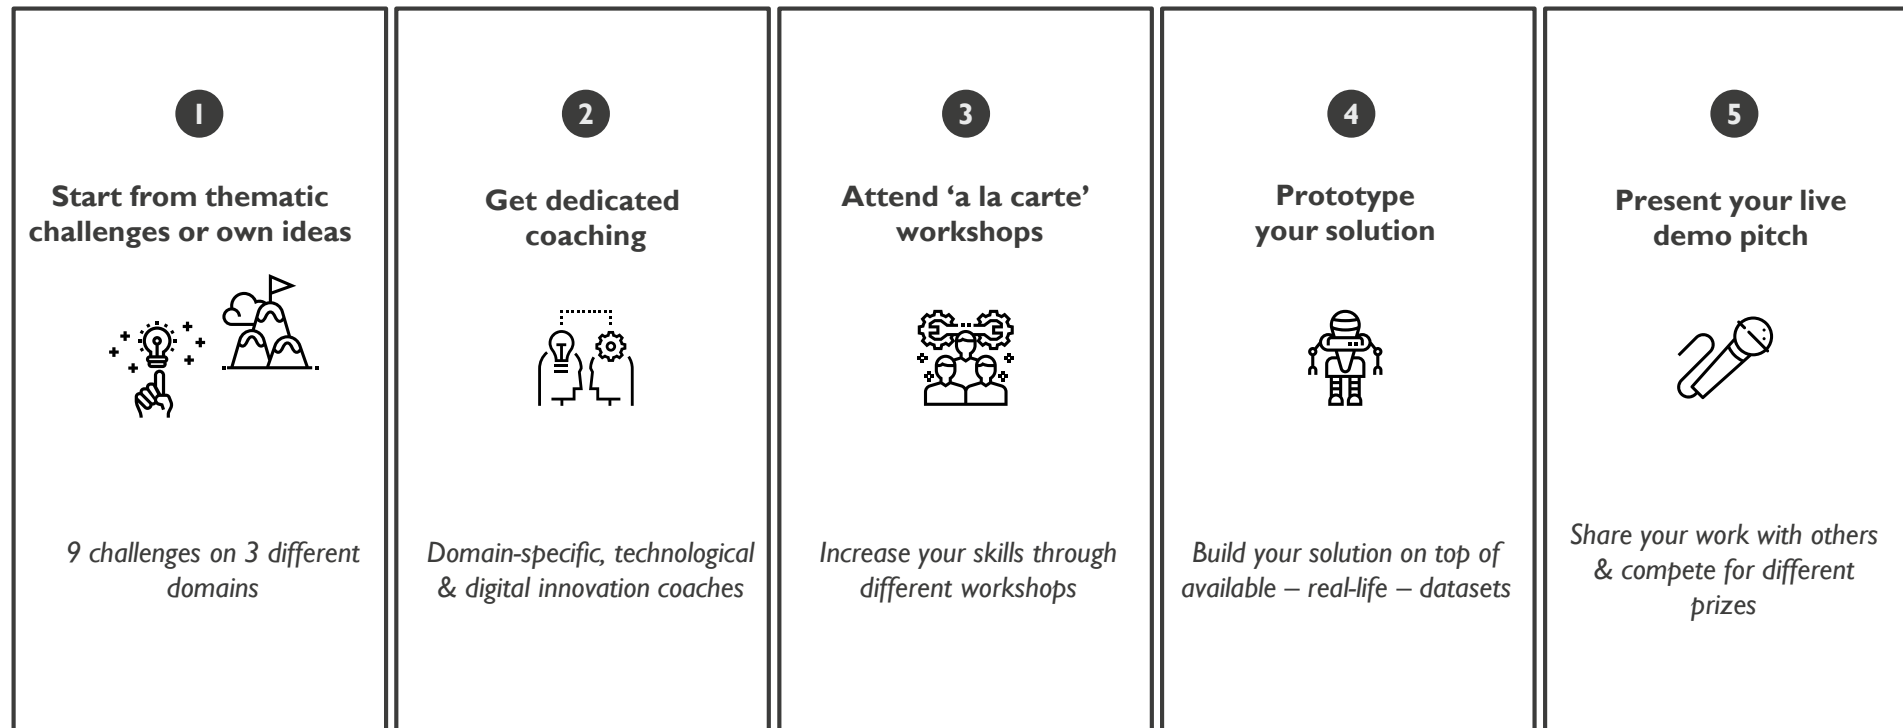 1
Start from thematic
challenges or own ideas
9 challenges on 3 different
domains
2
Get dedicated
coaching
Domain-specific, technological
& digital innovation coaches
3
Attend ‘a la carte’
workshops
Increase your skills through
different workshops
4
Prototype
your solution
Build your solution on top of
available – real-life – datasets
5
Present your live
demo pitch
Share your work with others
& compete for different
prizes